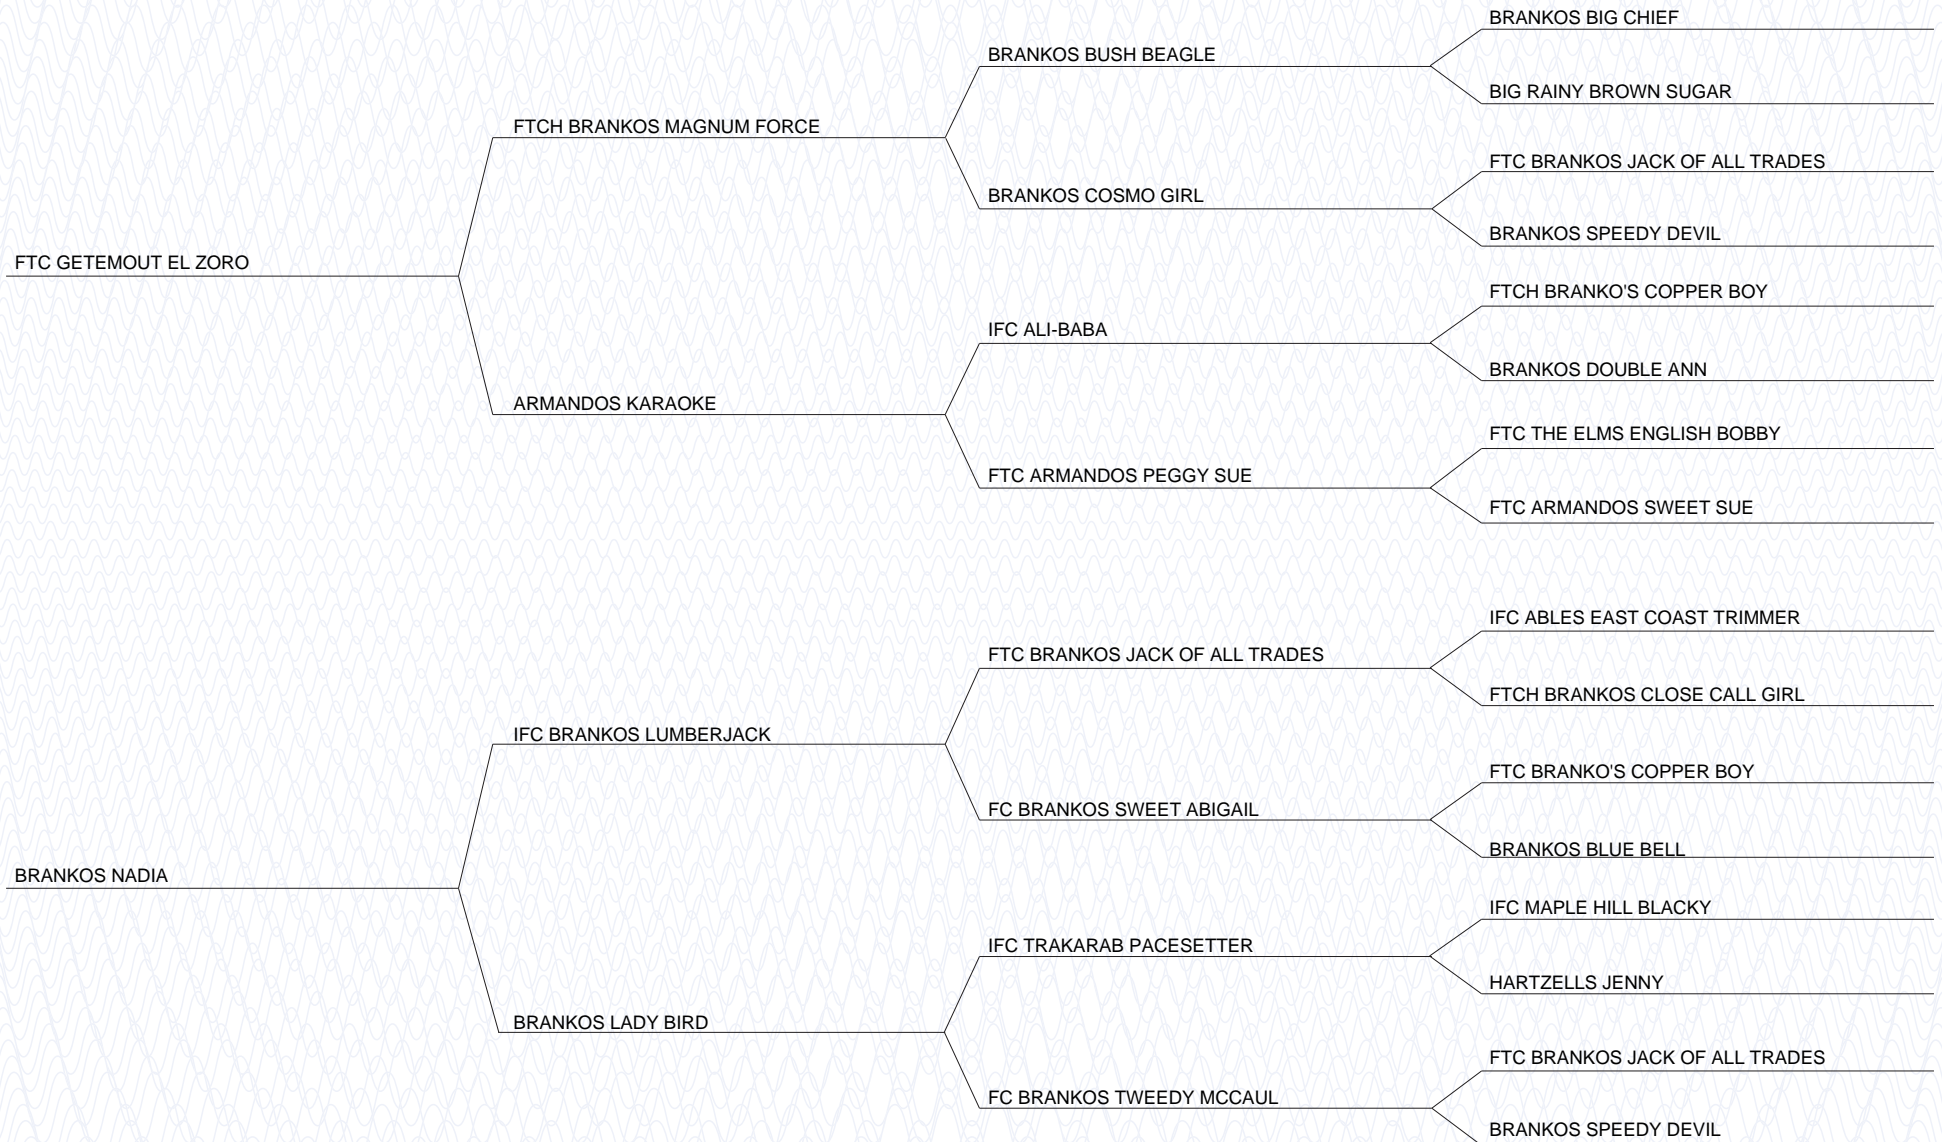 BRANKOS BIG CHIEF
BRANKOS BUSH BEAGLE
BIG RAINY BROWN SUGAR
FTCH BRANKOS MAGNUM FORCE
FTC BRANKOS JACK OF ALL TRADES
BRANKOS COSMO GIRL
BRANKOS SPEEDY DEVIL
FTC GETEMOUT EL ZORO
FTCH BRANKO'S COPPER BOY
IFC ALI-BABA
BRANKOS DOUBLE ANN
ARMANDOS KARAOKE
FTC THE ELMS ENGLISH BOBBY
FTC ARMANDOS PEGGY SUE
FTC ARMANDOS SWEET SUE
IFC ABLES EAST COAST TRIMMER
FTC BRANKOS JACK OF ALL TRADES
FTCH BRANKOS CLOSE CALL GIRL
IFC BRANKOS LUMBERJACK
FTC BRANKO'S COPPER BOY
FC BRANKOS SWEET ABIGAIL
BRANKOS BLUE BELL
BRANKOS NADIA
IFC MAPLE HILL BLACKY
IFC TRAKARAB PACESETTER
HARTZELLS JENNY
BRANKOS LADY BIRD
FTC BRANKOS JACK OF ALL TRADES
FC BRANKOS TWEEDY MCCAUL
BRANKOS SPEEDY DEVIL